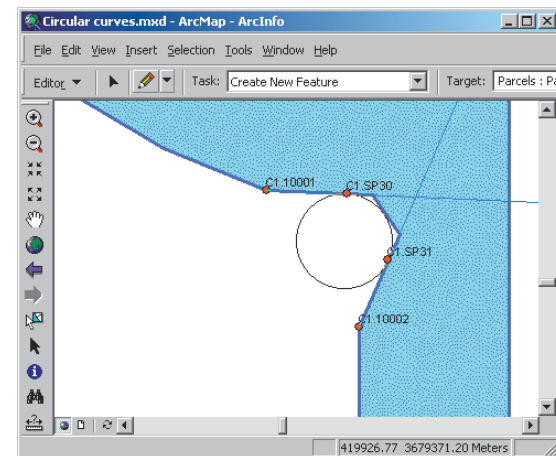 Circular curves.mxd - ArcMap - ArcInfo
File Edit View Insert Selection Tools Window Help
Editor Task: Create New Feature Target: Parcels : Pa
C1.10001 C1.SP30
C1.SP31
C1.10002
419926.77 3679371.20 Meters